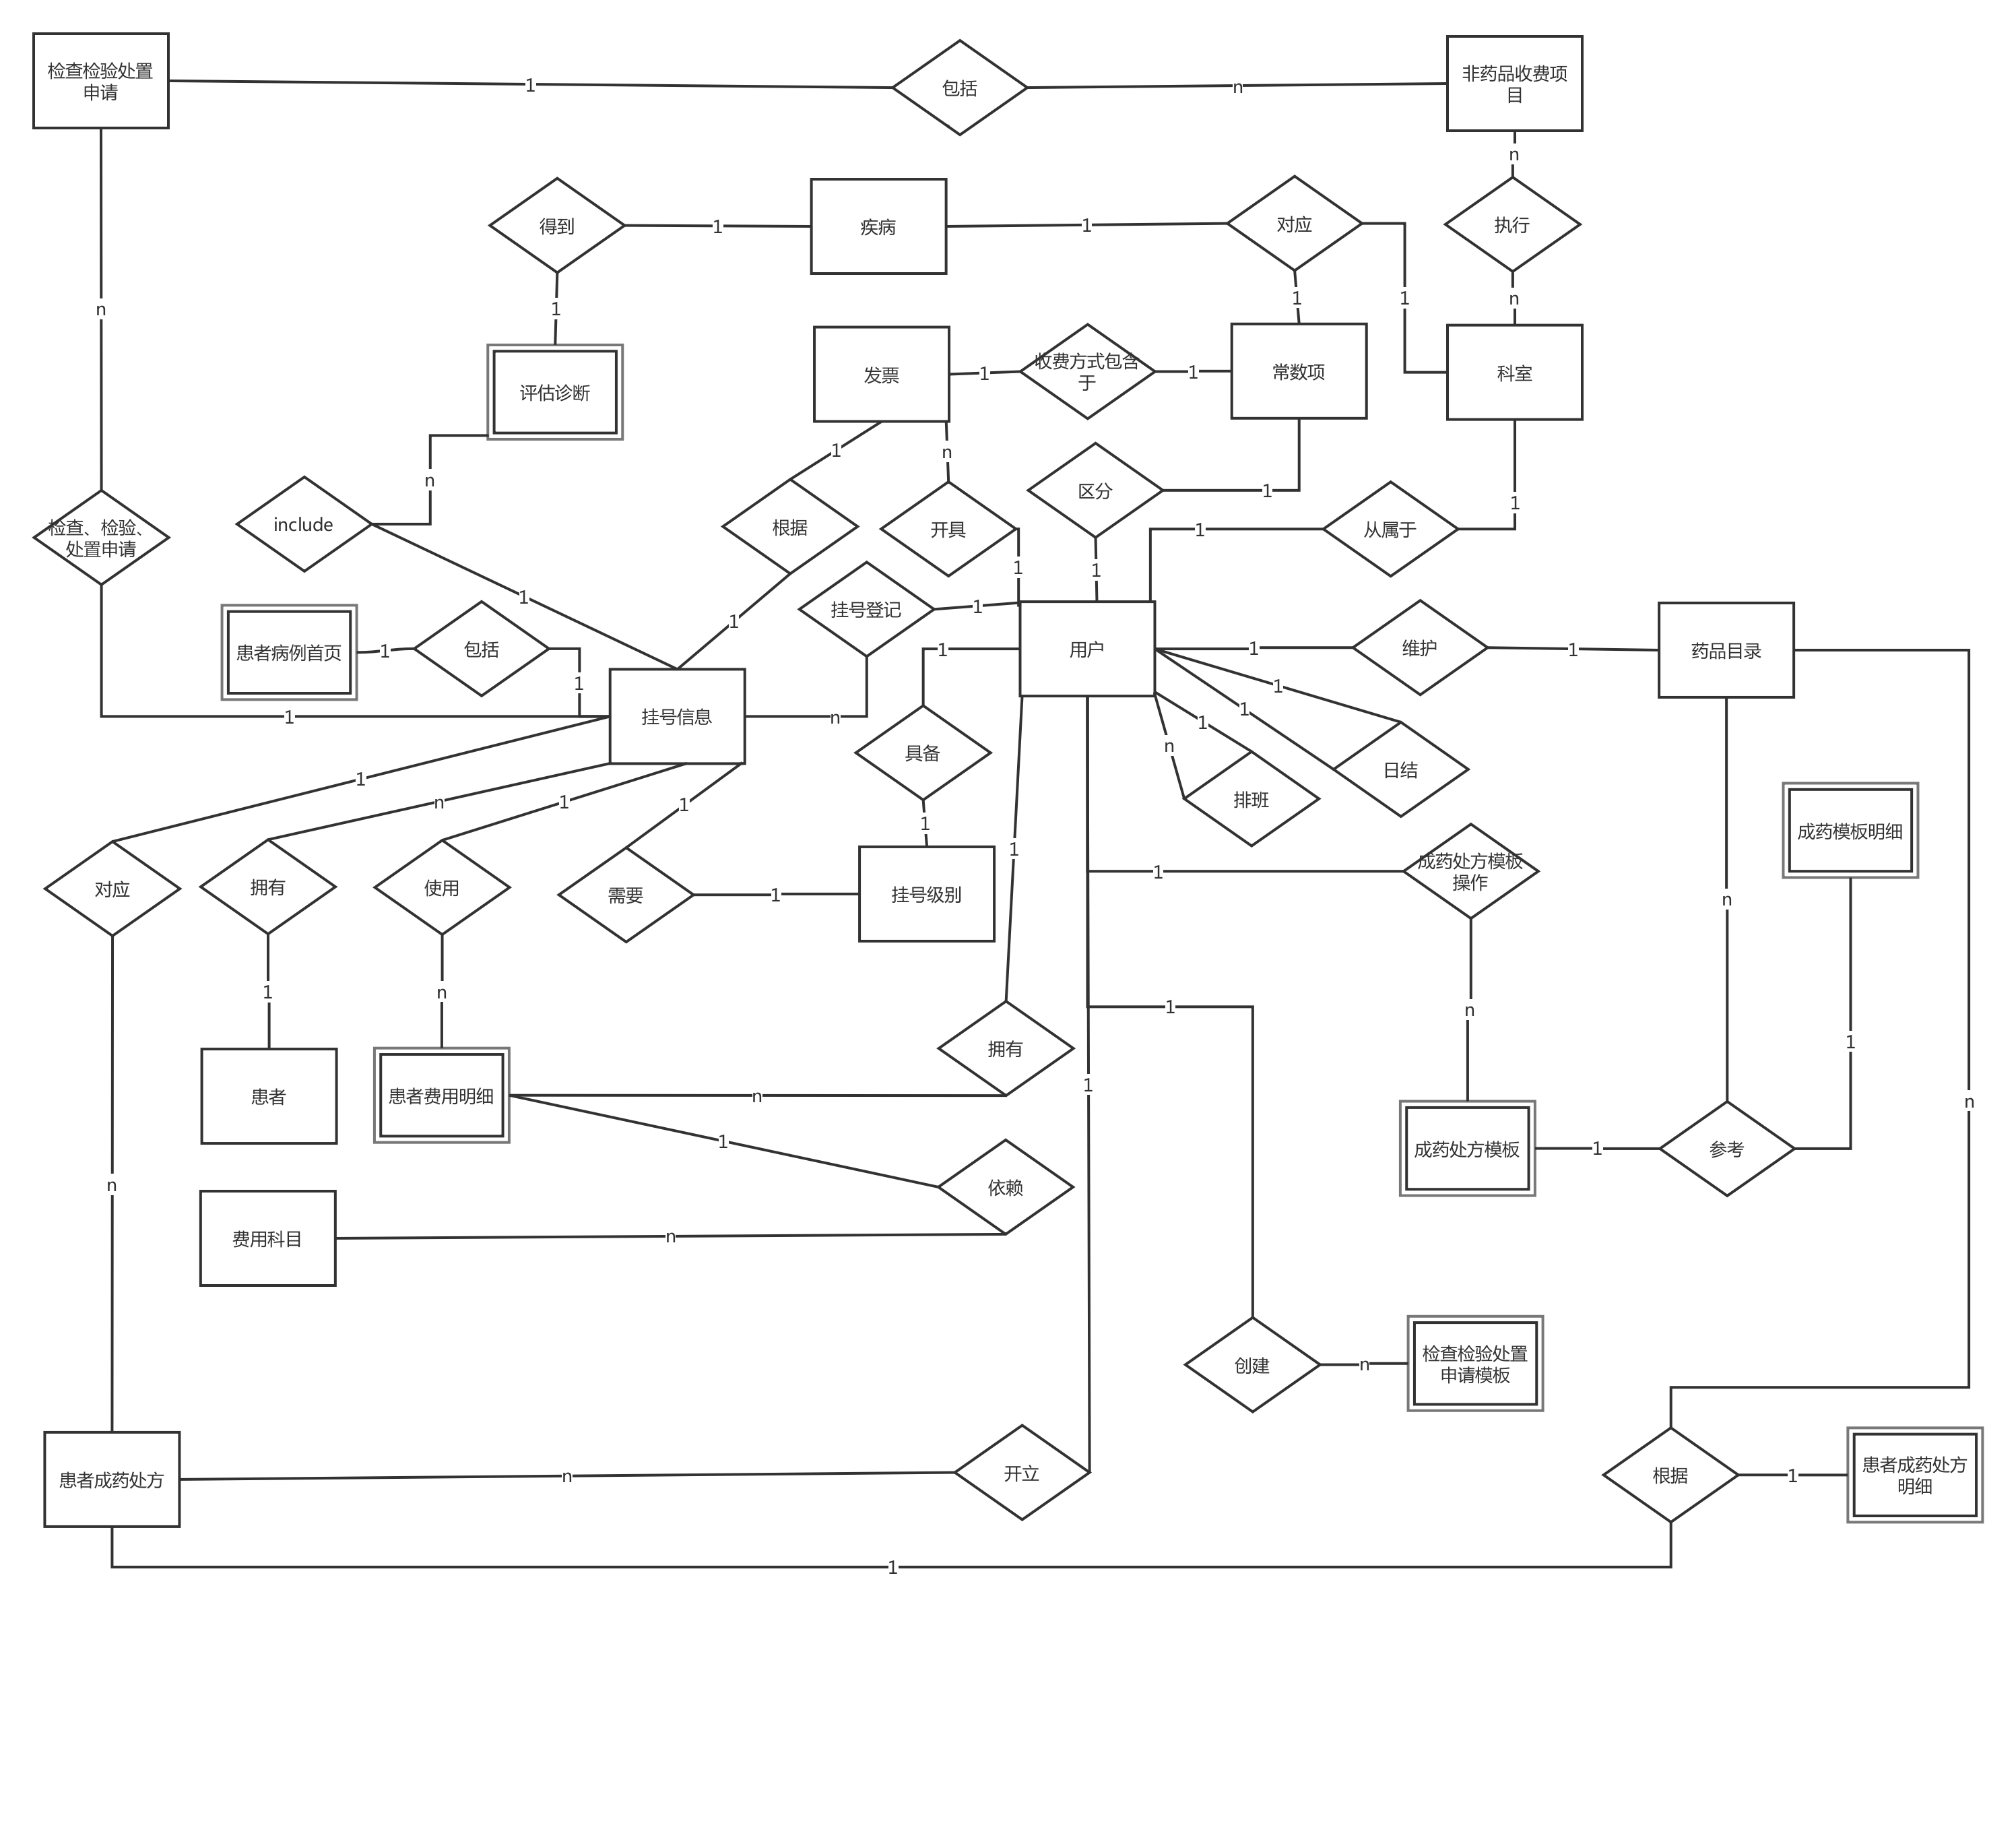 检查检验处置
申请
1
包括
n
非药品收费项
目
n
得到
1
疾病
1
对应
执行
n
1
1
1
n
评估诊断
发票
1
收费方式包含
于
1
常数项
科室
1
n
n
区分
1
1
include
检查、检验、
处置申请
根据
开具
从属于
1
1
1
1
挂号登记
1
1
患者病例首页
1
包括
用户
1
维护
1
药品目录
1
1
1
挂号信息
n
1
1
1
n
具备
日结
排班
1
n
1
1
1
1
成药模板明细
成药处方模板
操作
1
对应
拥有
使用
需要
1
挂号级别
n
1
n
n
1
拥有
1
患者
患者费用明细
n
1
n
1
成药处方模板
1
参考
n
依赖
费用科目
n
创建
n
检查检验处置
申请模板
患者成药处方
n
开立
根据
1
患者成药处方
明细
1